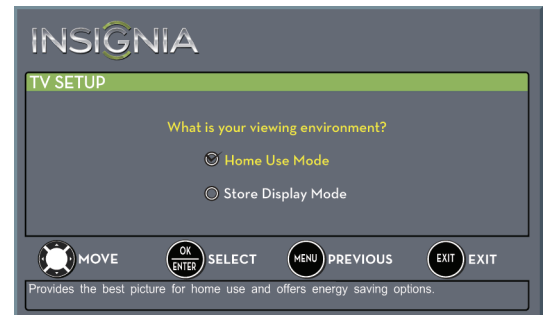 INSIGNIA
TV SETUP
What is your viewing environment?
Home Use Mode
Store Display Mode
MOVE OK ENTER SELECT MENU PREVIOUS EXIT EXIT
Provides the best picture for home use and offers energy saving options.